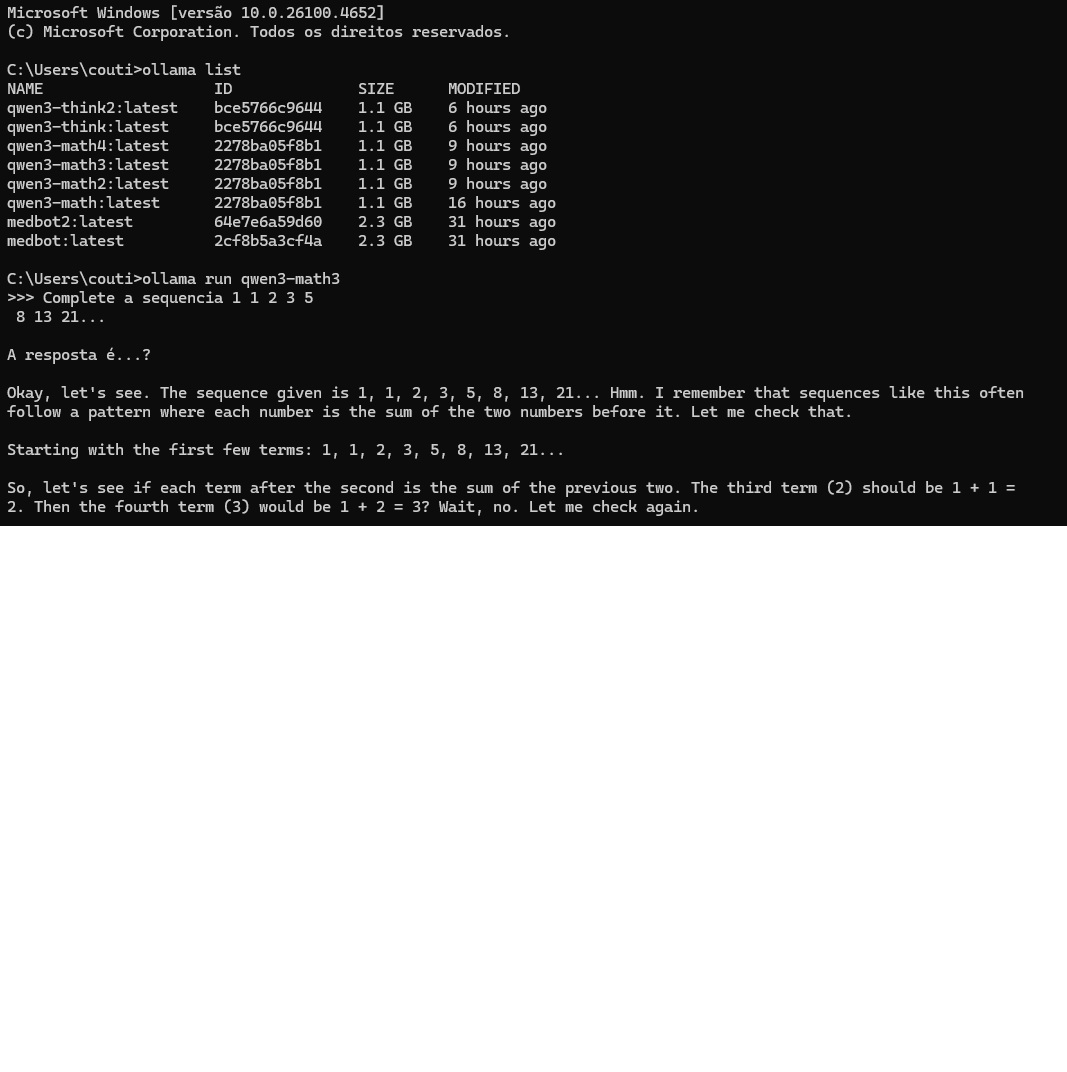 Microsoft Windows [versão 10.0.26100.4652]
(c) Microsoft Corporation. Todos os direitos reservados.
C:\Users\couti>ollama list
NAME ID SIZE MODIFIED
qwen3-think2:latest bce5766c9644 1.1 GB 6 hours ago
qwen3-think:latest bce5766c9644 1.1 GB 6 hours ago
qwen3-math4:latest 2278ba05f8b1 1.1 GB 9 hours ago
qwen3-math3:latest 2278ba05f8b1 1.1 GB 9 hours ago
qwen3-math2:latest 2278ba05f8b1 1.1 GB 9 hours ago
qwen3-math:latest 2278ba05f8b1 1.1 GB 16 hours ago
medbot2:latest 64e7e6a59d60 2.3 GB 31 hours ago
medbot:latest 2cf8b5a3cf4a 2.3 GB 31 hours ago
C:\Users\couti>ollama run qwen3-math3
>>> Complete a sequencia 1 1 2 3 5
8 13 21...
A resposta é...?
Okay, let's see. The sequence given is 1, 1, 2, 3, 5, 8, 13, 21... Hmm. I remember that sequences like this often
follow a pattern where each number is the sum of the two numbers before it. Let me check that.
Starting with the first few terms: 1, 1, 2, 3, 5, 8, 13, 21...
So, let's see if each term after the second is the sum of the previous two. The third term (2) should be 1 + 1 =
2. Then the fourth term (3) would be 1 + 2 = 3? Wait, no. Let me check again.